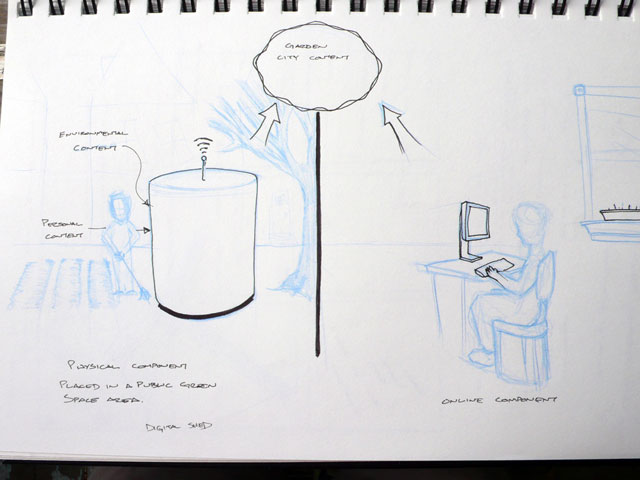 GARDEN
CITY CONTENT
ENVIRONMENTAL
CONTENT
PERSONAL
CONTENT
PHYSICAL COMPONENT
PLACED IN A PUBLIC GREEN
SPACE AREA.
DIGITAL SHED
ONLINE COMPONENT